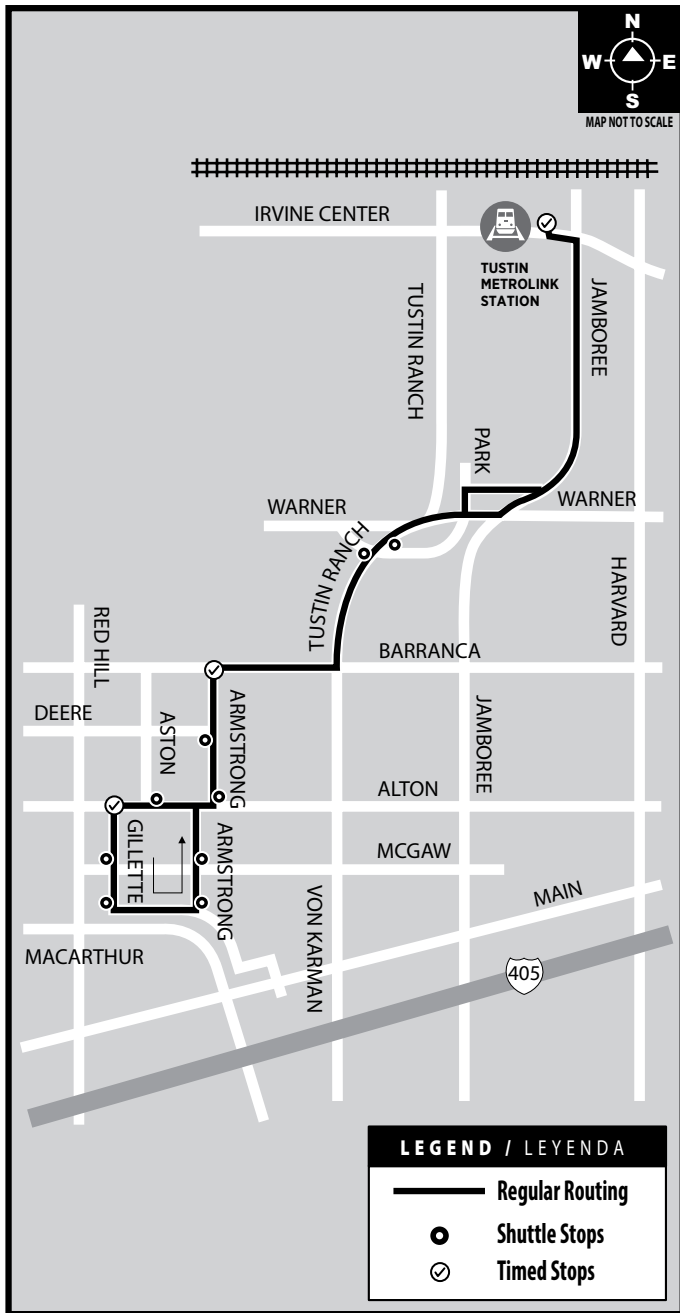 N
W E
S
MAP NOT TO SCALE
IRVINE CENTER
TUSTIN
METROLINK
STATION
TUSTIN RANCH
JAMBOREE
PARK
WARNER
WARNER
TUSTIN RANCH
HARVARD
RED HILL
BARRANCA
DEERE
ASTON
ARMSTRONG
JAMBOREE
ALTON
GILLETTE
ARMSTRONG
MCGAW
MAIN
VON KARMAN
MACARTHUR
405
LEGEND / LEYENDA
Regular Routing
Shuttle Stops
Timed Stops